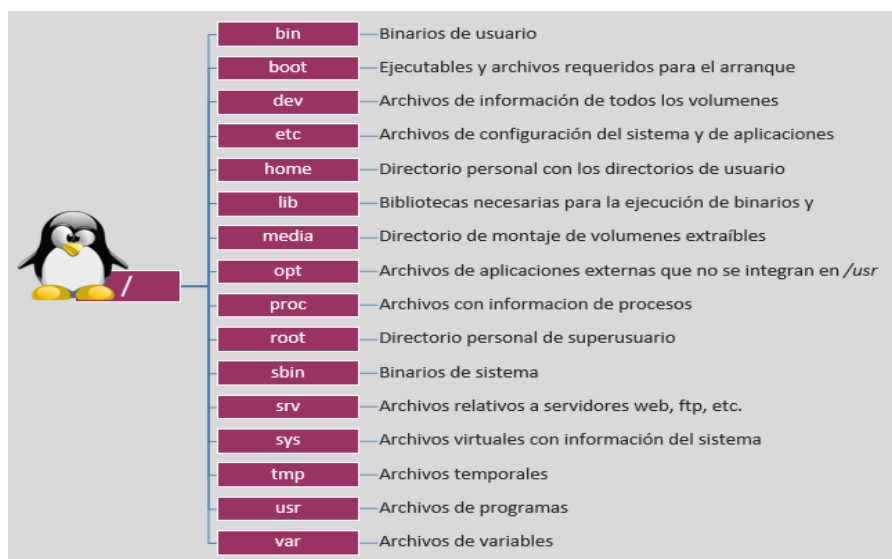 bin Binarios de usuario
boot Ejecutables y archivos requeridos para el arranque
dev Archivos de información de todos los volumenes
etc Archivos de configuración del sistema y de aplicaciones
home Directorio personal con los directorios de usuario
lib Bibliotecas necesarias para la ejecución de binarios y
media Directorio de montaje de volumenes extraíbles
/
opt Archivos de aplicaciones externas que no se integran en /usr
proc Archivos con informacion de procesos
root Directorio personal de superusuario
sbin Binarios de sistema
srv Archivos relativos a servidores web, ftp, etc.
sys Archivos virtuales con información del sistema
tmp Archivos temporales
usr Archivos de programas
var Archivos de variables